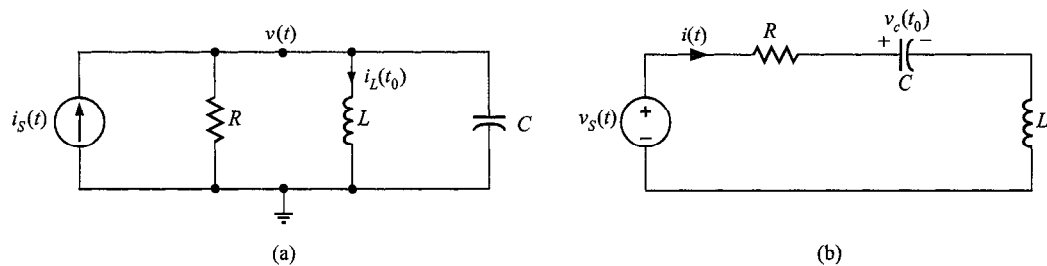 v(t)
i_L(t_0)
i_S(t)
R
L
C
(a)
v_c(t_0)
i(t)
R
+
−
C
v_S(t)
+
−
L
(b)